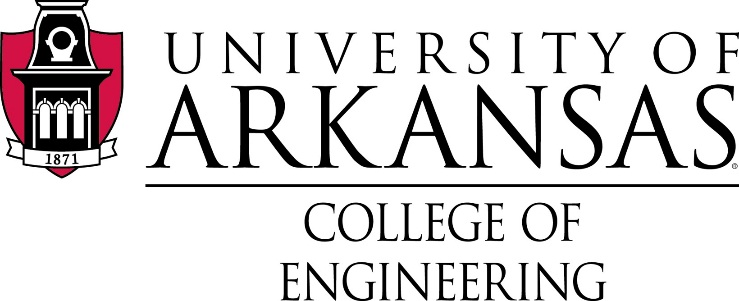 1871
UNIVERSITY OF
ARKANSAS®
COLLEGE OF
ENGINEERING